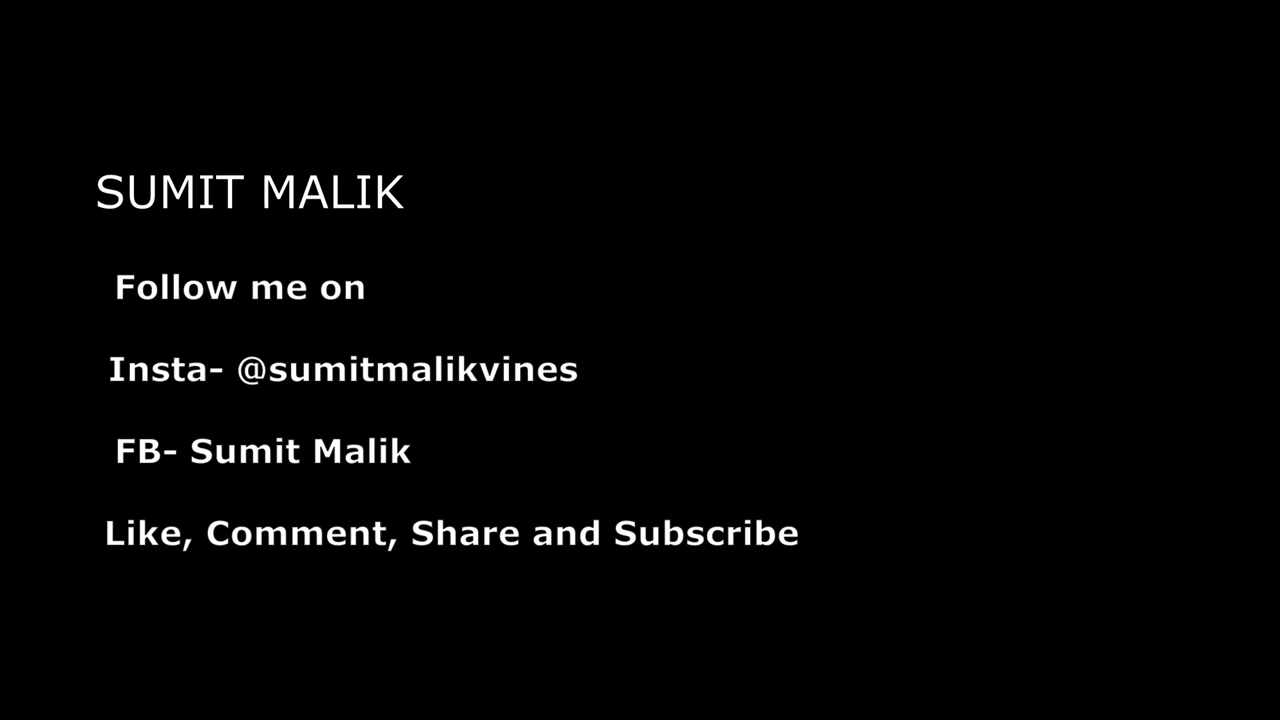 SUMIT MALIK
Follow me on
Insta- @sumitmalikvines
FB- Sumit Malik
Like, Comment, Share and Subscribe